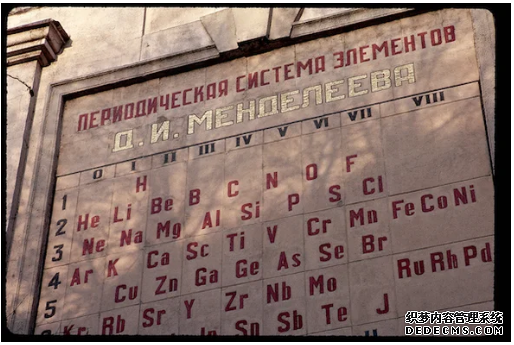 ПЕРИОДИЧЕСКАЯ СИСТЕМА ЭЛЕМЕНТОВ
Д. И. МЕНДЕЛЕЕВА
0 I II III IV V VI VII VIII
1 H
2 He Li Be B C N O F
3 Ne Na Mg Al Si P S Cl
4 Ar K Ca Sc Ti V Cr Mn Fe Co Ni
5 Cu Zn Ga Ge As Se Br
6 Kr Rb Sr Y Zr Nb Mo Ru Rh Pd
In Sn Sb Te J
织梦内容管理系统
DEDECMS.COM